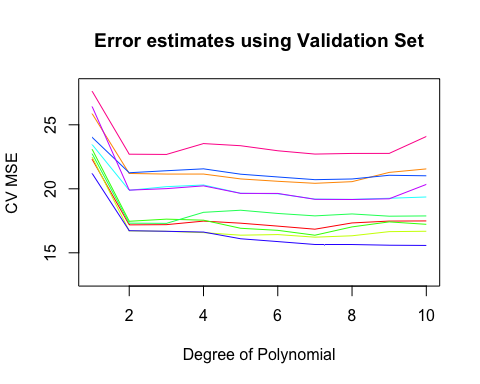 Error estimates using Validation Set
CV MSE
25
20
15
2 4 6 8 10
Degree of Polynomial